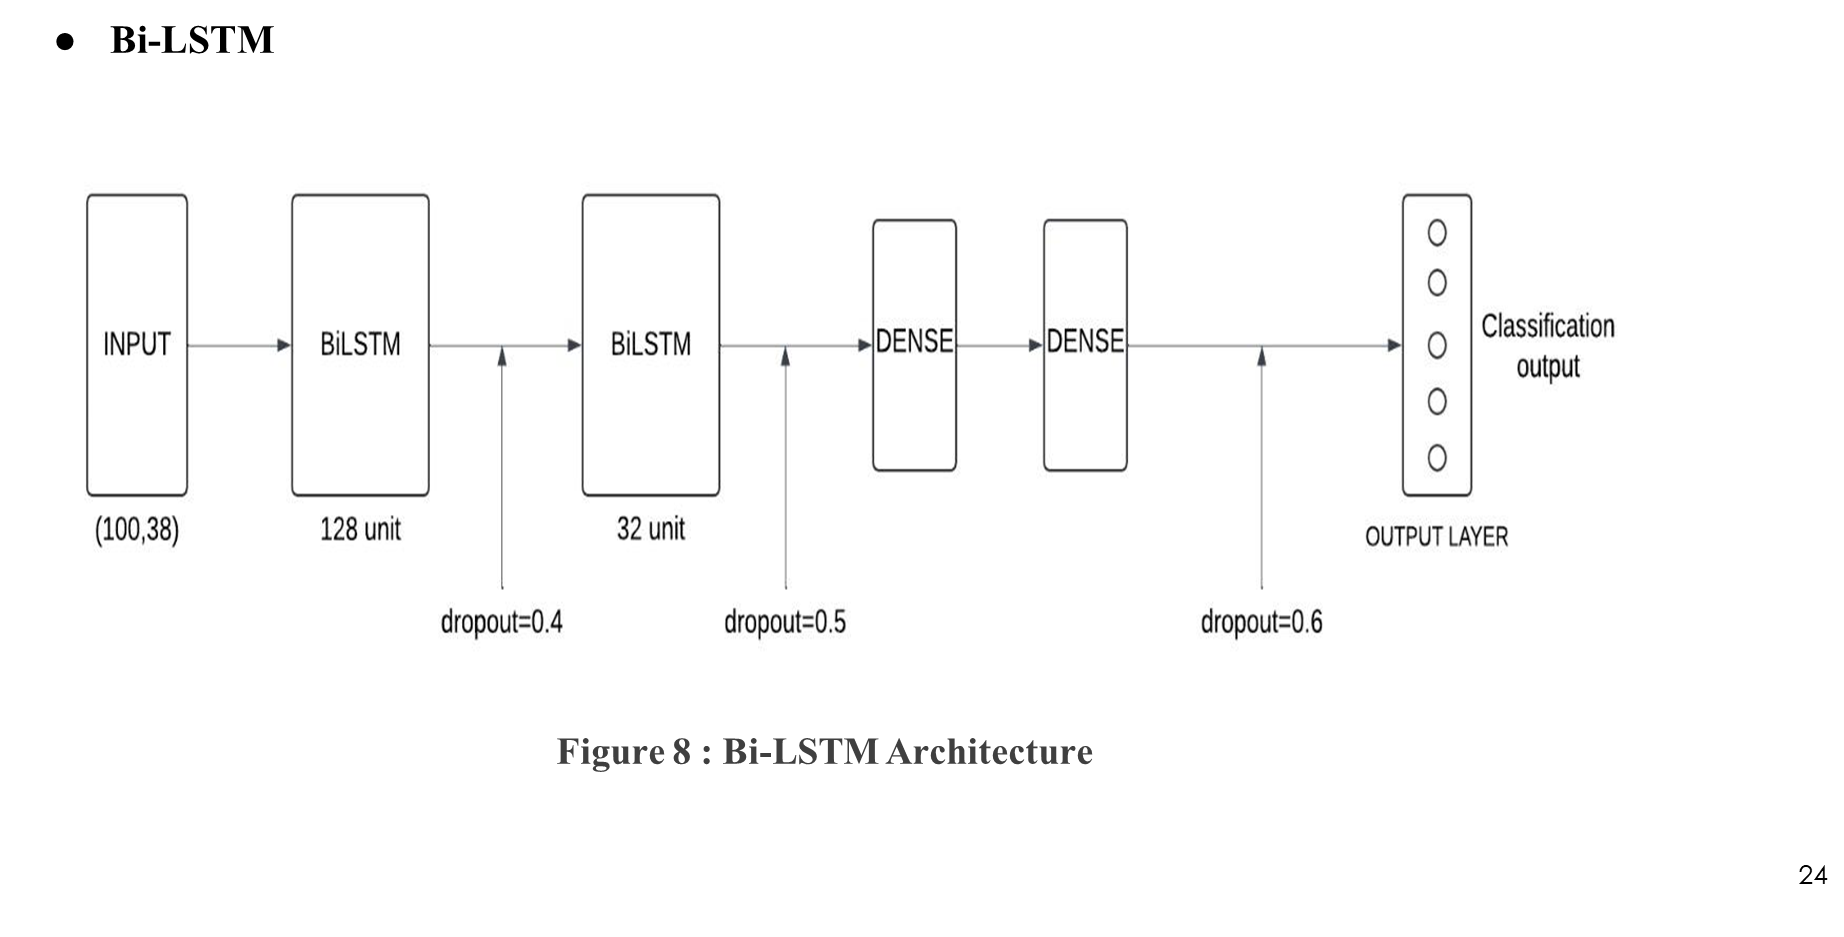 ● Bi-LSTM
INPUT
BiLSTM
BiLSTM
DENSE
DENSE
Classification
output
(100,38)
128 unit
32 unit
OUTPUT LAYER
dropout=0.4
dropout=0.5
dropout=0.6
Figure 8 : Bi-LSTM Architecture
24